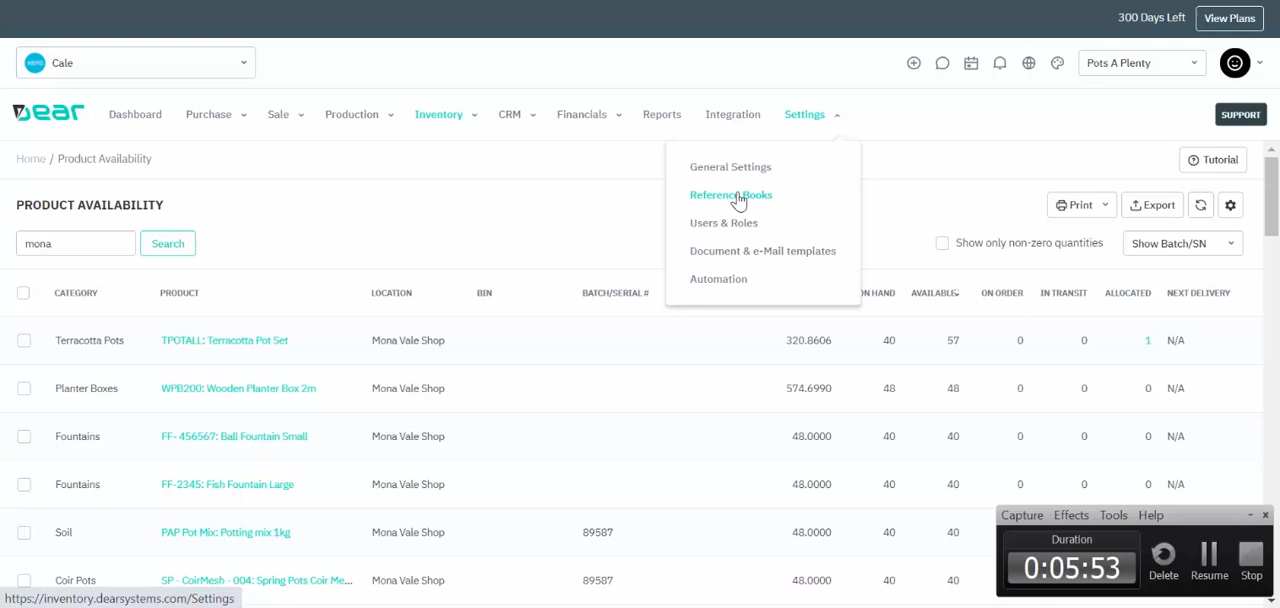 300 Days Left View Plans
Cale Pots A Plenty
Dear Dashboard Purchase Sale Production Inventory CRM Financials Reports Integration Settings SUPPORT
Home / Product Availability Tutorial
General Settings
Reference Books
Users & Roles
Document & e-Mail templates
Automation
PRODUCT AVAILABILITY Print Export
mona Search Show only non-zero quantities Show Batch/SN
CATEGORY PRODUCT LOCATION BIN BATCH/SERIAL # ON HAND AVAILABLE ON ORDER IN TRANSIT ALLOCATED NEXT DELIVERY
Terracotta Pots TPOTALL: Terracotta Pot Set Mona Vale Shop 320.8606 40 57 0 0 1 N/A
Planter Boxes WPB200: Wooden Planter Box 2m Mona Vale Shop 574.6990 48 48 0 0 0 N/A
Fountains FF- 456567: Ball Fountain Small Mona Vale Shop 48.0000 40 40 0 0 0 N/A
Fountains FF-2345: Fish Fountain Large Mona Vale Shop 48.0000 40 40 0 0 0 N/A
Soil PAP Pot Mix: Potting mix 1kg Mona Vale Shop 89587 48.0000 40 40
Coir Pots SP - CoirMesh - 004: Spring Pots Coir Me... Mona Vale Shop 89587 48.0000 40 40
https://inventory.dearsystems.com/Settings
Capture Effects Tools Help
Duration
0:05:53
Delete Resume Stop